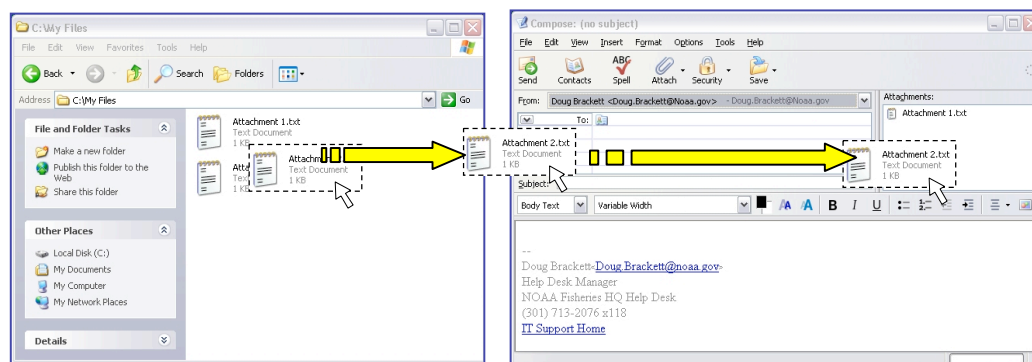 C:\My Files
File Edit View Favorites Tools Help
Back Search Folders
Address C:\My Files Go
File and Folder Tasks
Make a new folder
Publish this folder to the
Web
Share this folder
Other Places
Local Disk (C:)
My Documents
My Computer
My Network Places
Details
Attachment 1.txt
Text Document
1 KB
Text Document
1 KB
Attachment 2.txt
Text Document
1 KB
Compose: (no subject)
File Edit View Insert Format Options Tools Help
Send Contacts Spell Attach Security Save
From: Doug Brackett <Doug.Brackett@Noaa.gov> - Doug.Brackett@Noaa.gov
To:
Subject:
Attachments:
Attachment 1.txt
Attachment 2.txt
Text Document
1 KB
Body Text Variable Width
--
Doug Brackett<Doug.Brackett@noaa.gov>
Help Desk Manager
NOAA Fisheries HQ Help Desk
(301) 713-2076 x118
IT Support Home